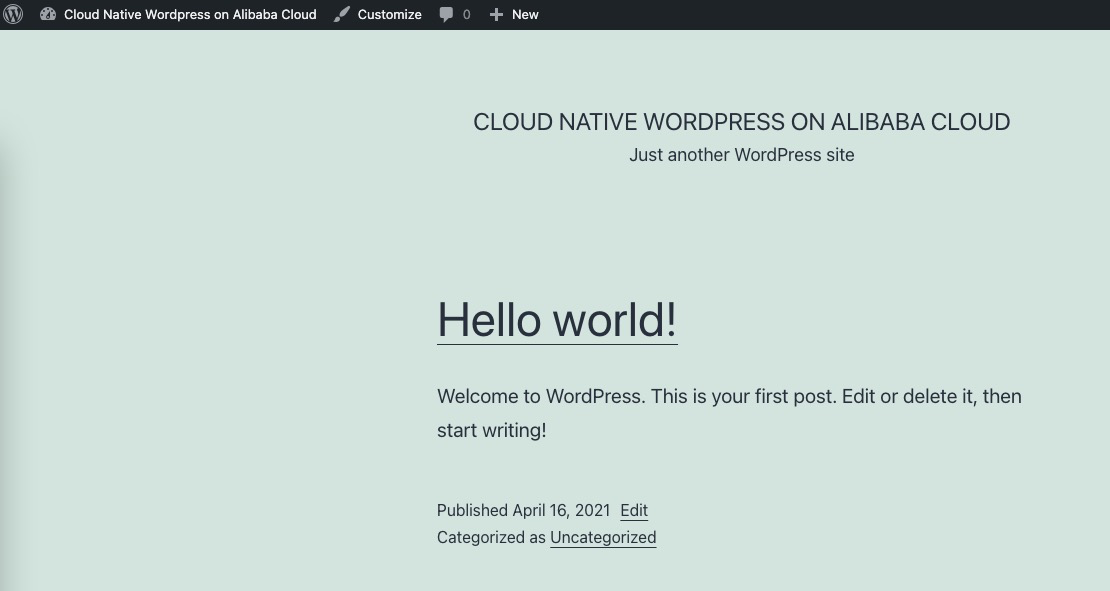 Cloud Native Wordpress on Alibaba Cloud Customize 0 New
CLOUD NATIVE WORDPRESS ON ALIBABA CLOUD
Just another WordPress site
Hello world!
Welcome to WordPress. This is your first post. Edit or delete it, then
start writing!
Published April 16, 2021 Edit
Categorized as Uncategorized